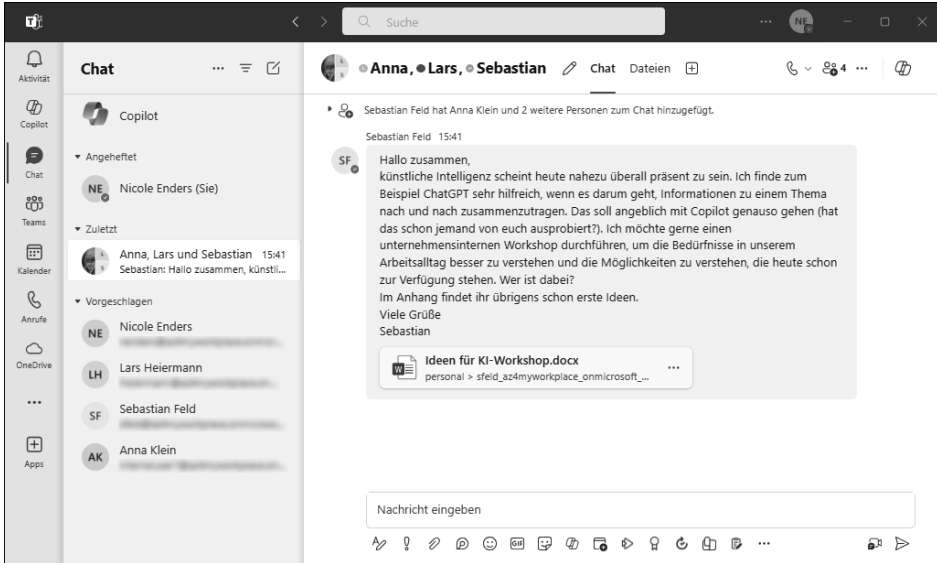 Suche
NE
Aktivität
Copilot
Chat
Teams
Kalender
Anrufe
OneDrive
Apps
Chat
Copilot
Angeheftet
NE
Nicole Enders (Sie)
Zuletzt
Anna, Lars und Sebastian 15:41
Sebastian: Hallo zusammen, künstli...
Vorgeschlagen
NE
Nicole Enders
LH
Lars Heiermann
SF
Sebastian Feld
AK
Anna Klein
Anna, Lars, Sebastian
Chat
Dateien
4
Sebastian Feld hat Anna Klein und 2 weitere Personen zum Chat hinzugefügt.
Sebastian Feld 15:41
SF
Hallo zusammen,
künstliche Intelligenz scheint heute nahezu überall präsent zu sein. Ich finde zum
Beispiel ChatGPT sehr hilfreich, wenn es darum geht, Informationen zu einem Thema
nach und nach zusammenzutragen. Das soll angeblich mit Copilot genauso gehen (hat
das schon jemand von euch ausprobiert?). Ich möchte gerne einen
unternehmensinternen Workshop durchführen, um die Bedürfnisse in unserem
Arbeitsalltag besser zu verstehen und die Möglichkeiten zu verstehen, die heute schon
zur Verfügung stehen. Wer ist dabei?
Im Anhang findet ihr übrigens schon erste Ideen.
Viele Grüße
Sebastian
Ideen für KI-Workshop.docx
personal > sfeld_az4myworkplace_onmicrosoft_...
Nachricht eingeben
GIF